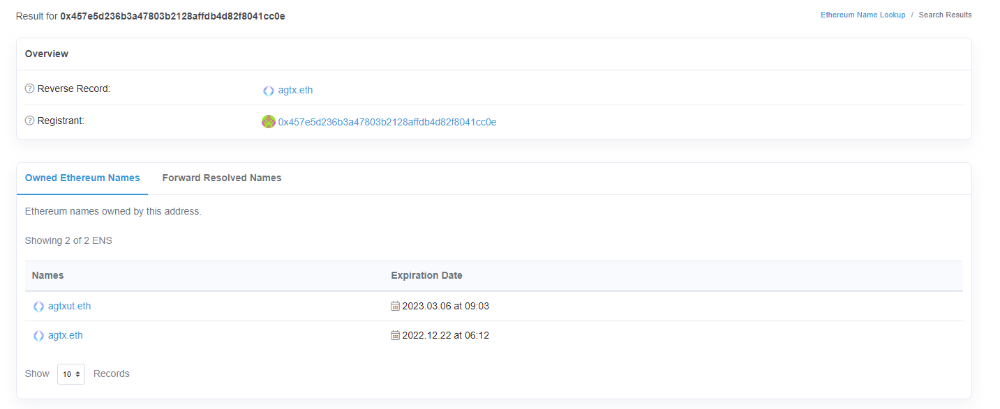 Result for 0x457e5d236b3a47803b2128affdb4d82f8041cc0e
Ethereum Name Lookup / Search Results
Overview
Reverse Record: agtx.eth
Registrant: 0x457e5d236b3a47803b2128affdb4d82f8041cc0e
Owned Ethereum Names Forward Resolved Names
Ethereum names owned by this address.
Showing 2 of 2 ENS
Names Expiration Date
agtxut.eth 2023.03.06 at 09:03
agtx.eth 2022.12.22 at 06:12
Show 10 Records